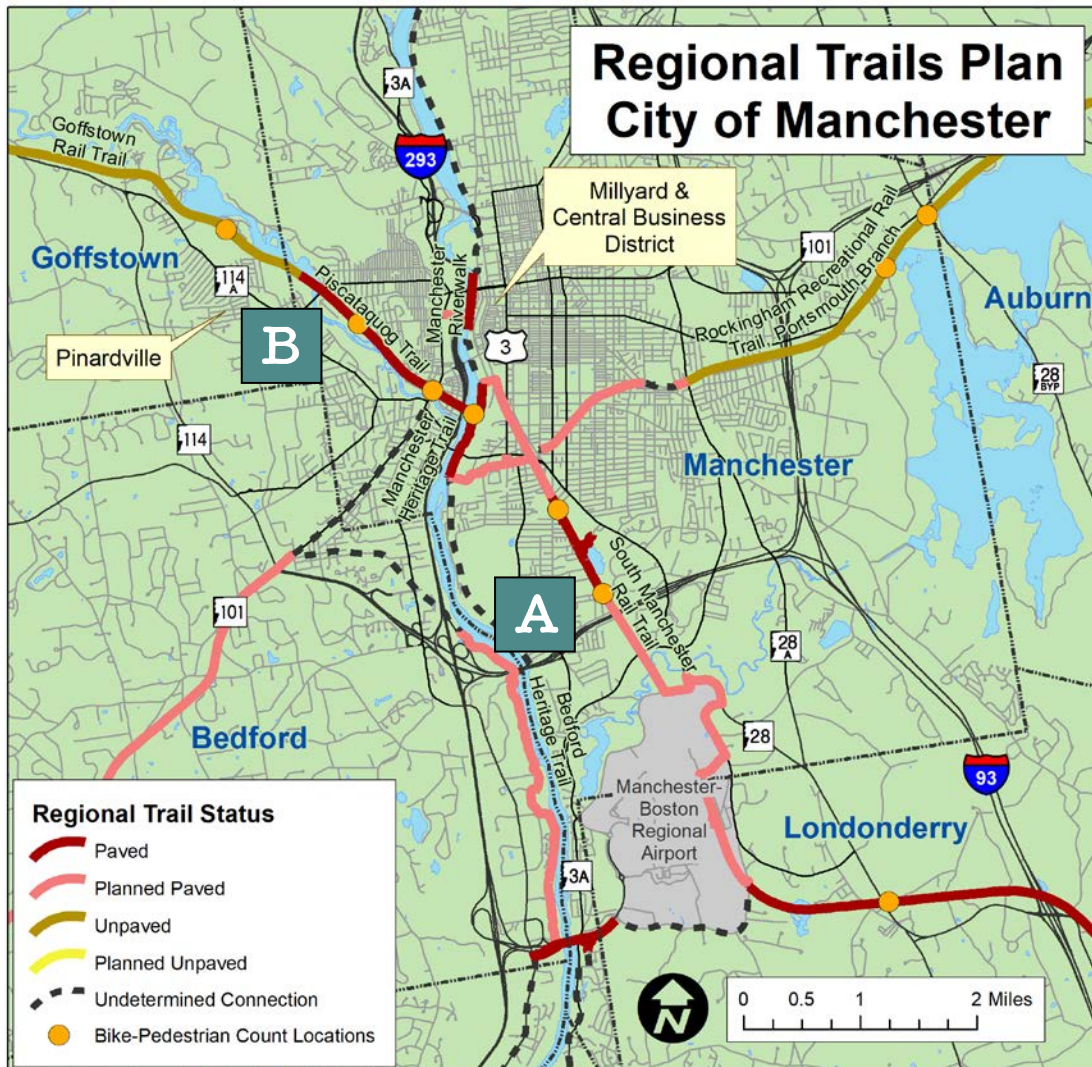 Regional Trails Plan
City of Manchester
3A
293
Goffstown
Rail Trail
Millyard &
Central Business
District
101
Rockingham Recreational Rail
Trail Portsmouth Branch
Goffstown
114
A
Piscataquog Trail
Manchester
Riverwalk
Auburn
Pinardville
B
3
28
BYP
114
Manchester
Heritage Trail
Manchester
South Manchester
Rail Trail
101
A
28
A
Bedford
Heritage Trail
Bedford
28
93
Manchester-
Boston
Regional
Airport
Londonderry
3A
Regional Trail Status
Paved
Planned Paved
Unpaved
Planned Unpaved
Undetermined Connection
Bike-Pedestrian Count Locations
N
0 0.5 1 2 Miles